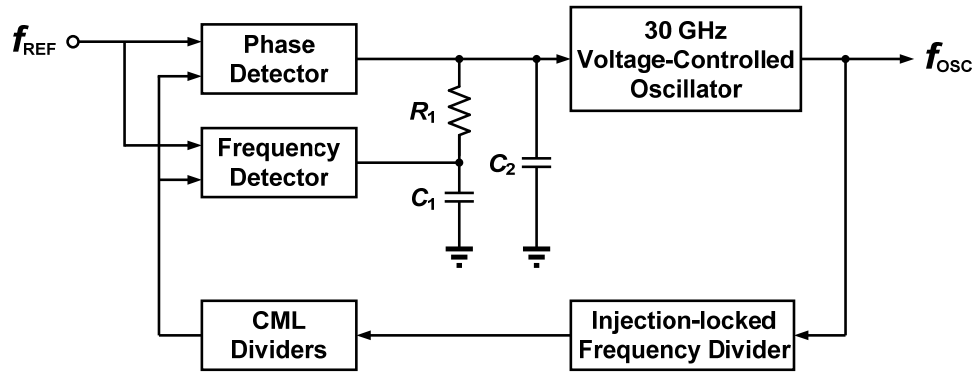 fREF
Phase
Detector
30 GHz
Voltage-Controlled
Oscillator
fOSC
R1
Frequency
Detector
C2
C1
CML
Dividers
Injection-locked
Frequency Divider